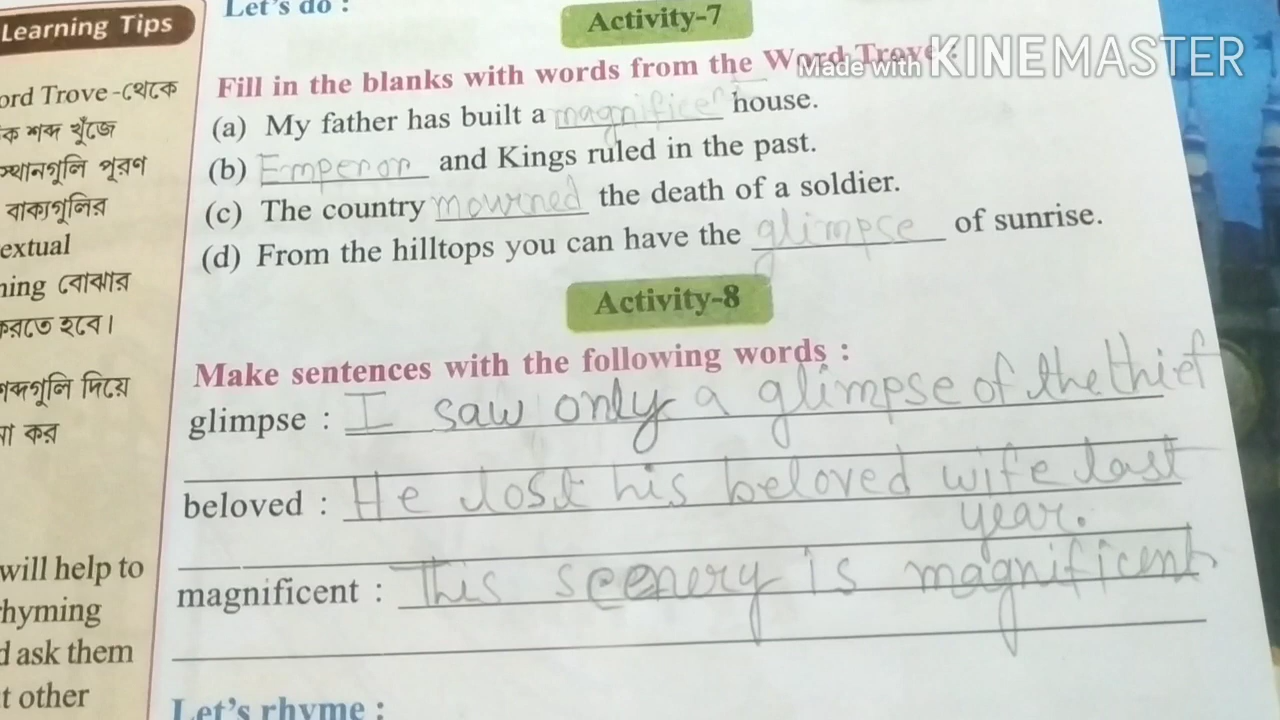 Let's do :
Activity-7
Learning Tips
Made with KINEMASTER
Fill in the blanks with words from the Word Trove :
(a) My father has built a magnificent house.
(b) Emperor and Kings ruled in the past.
(c) The country mourned the death of a soldier.
(d) From the hilltops you can have the glimpse of sunrise.
Activity-8
Make sentences with the following words :
glimpse : I saw only a glimpse of the thief
beloved : He lost his beloved wife last
year.
magnificent : This scenery is magnificent
Let's rhyme :
ord Trove-থেকে
ক শব্দ খুঁজে
স্থানগুলি পূরণ
বাক্যগুলির
extual
ning বোঝার
করতে হবে।
শব্দগুলি দিয়ে
না কর
will help to
hyming
d ask them
t other